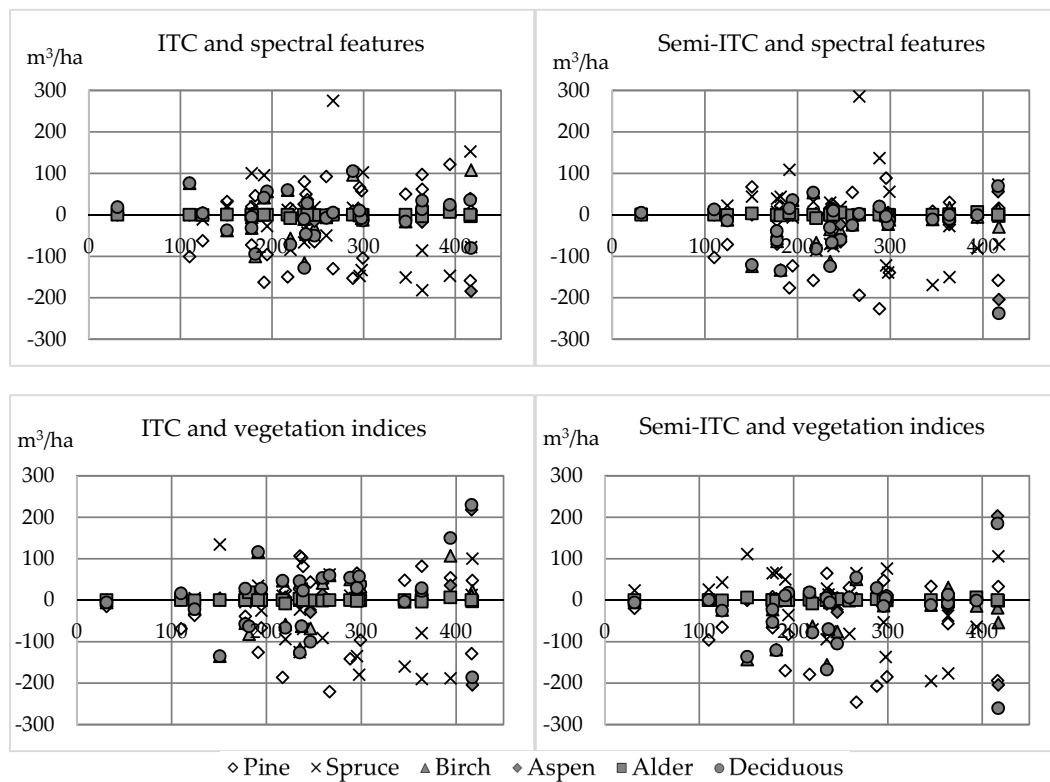 ITC and spectral features
m³/ha
300
200
100
0
-100
-200
-300
0 100 200 300 400
Semi-ITC and spectral features
m³/ha
300
200
100
0
-100
-200
-300
0 100 200 300 400
ITC and vegetation indices
m³/ha
300
200
100
0
-100
-200
-300
0 100 200 300 400
Semi-ITC and vegetation indices
m³/ha
300
200
100
0
-100
-200
-300
0 100 200 300 400
Pine Spruce Birch Aspen Alder Deciduous